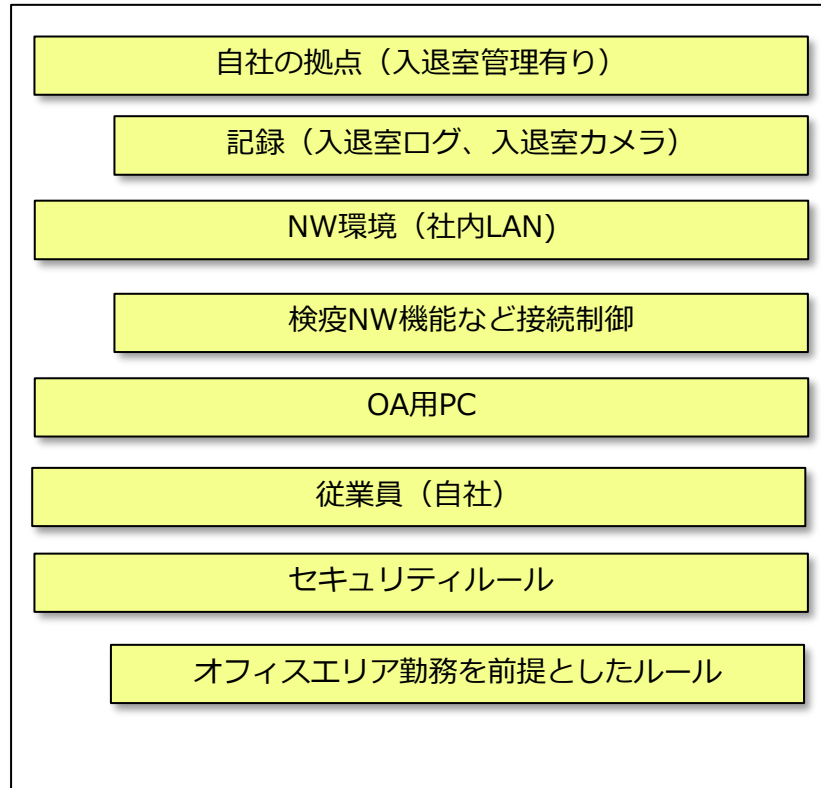 自社の拠点（入退室管理有り）
記録（入退室ログ、入退室カメラ）
NW環境（社内LAN)
検疫NW機能など接続制御
OA用PC
従業員（自社）
セキュリティルール
オフィスエリア勤務を前提としたルール